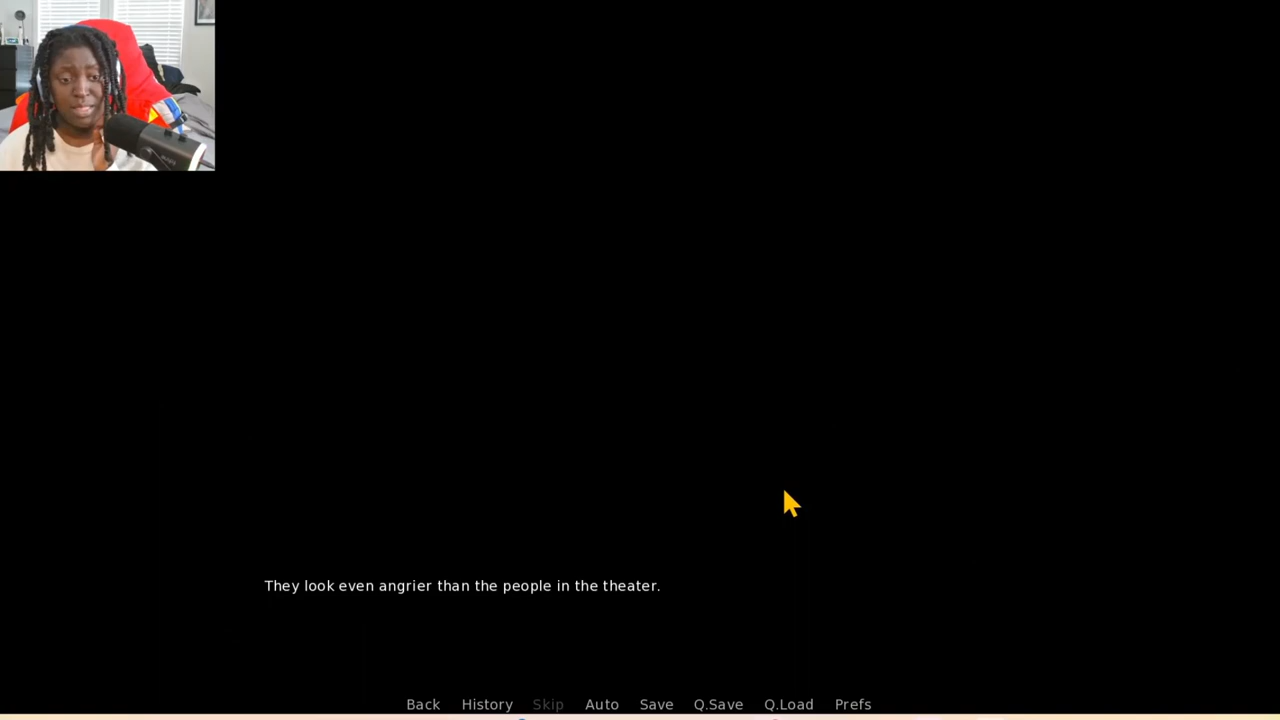 They look even angrier than the people in the theater.
Back History Skip Auto Save Q.Save Q.Load Prefs